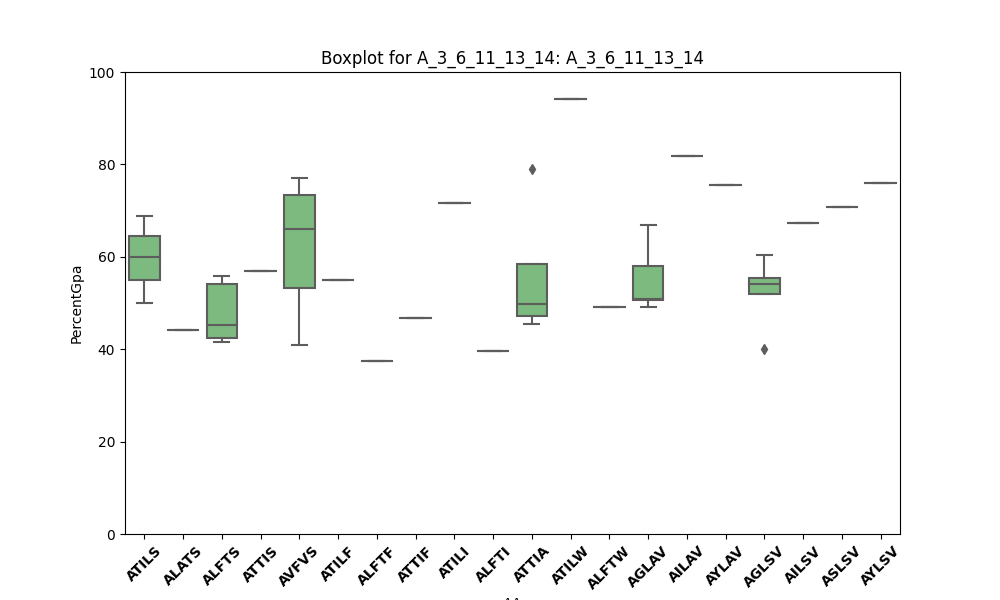 Boxplot for A_3_6_11_13_14: A_3_6_11_13_14
PercentGpa
100
80
60
40
20
0
ATILS
ALATS
ALFTS
ATTIS
AVFVS
ATILF
ALFTF
ATTIF
ATILI
ALFTI
ATTIA
ATILW
ALFTW
AGLAV
AILAV
AYLAV
AGLSV
AILSV
ASLSV
AYLSV